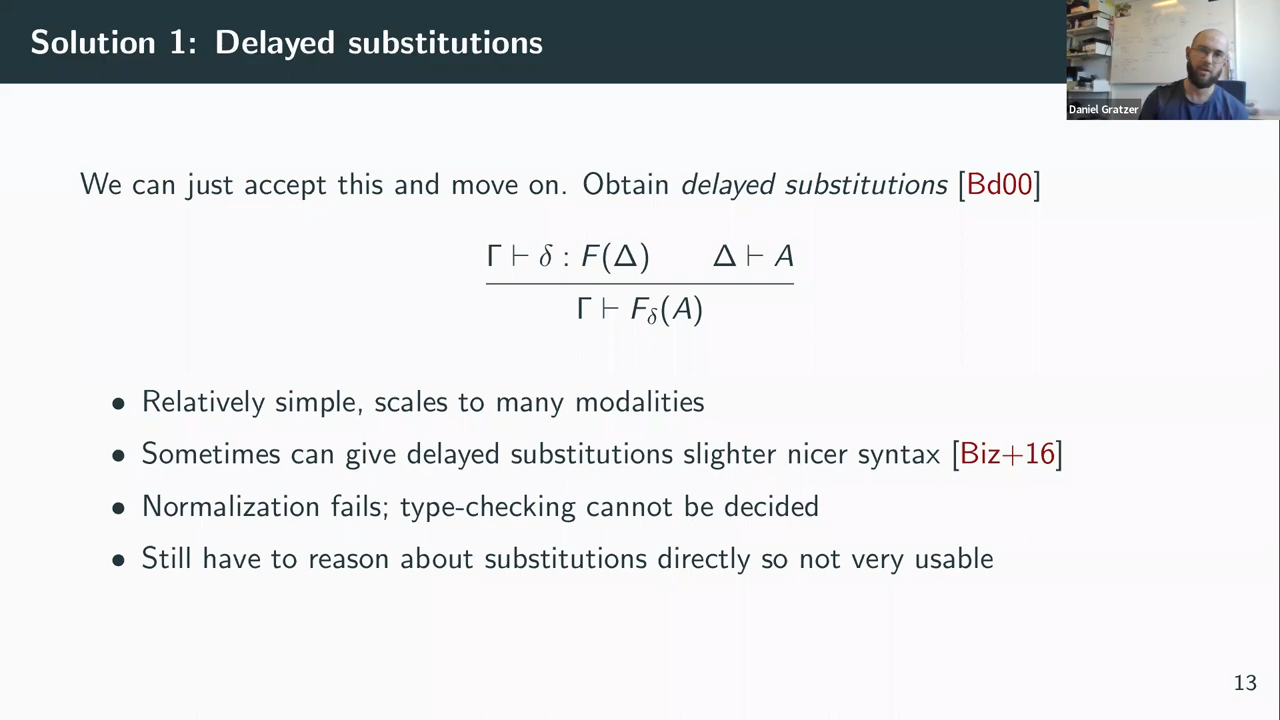 Solution 1: Delayed substitutions
Daniel Gratzer
We can just accept this and move on. Obtain delayed substitutions [Bd00]
Γ ⊢ δ : F(Δ) Δ ⊢ A
Γ ⊢ F_δ(A)
• Relatively simple, scales to many modalities
• Sometimes can give delayed substitutions slighter nicer syntax [Biz+16]
• Normalization fails; type-checking cannot be decided
• Still have to reason about substitutions directly so not very usable
13